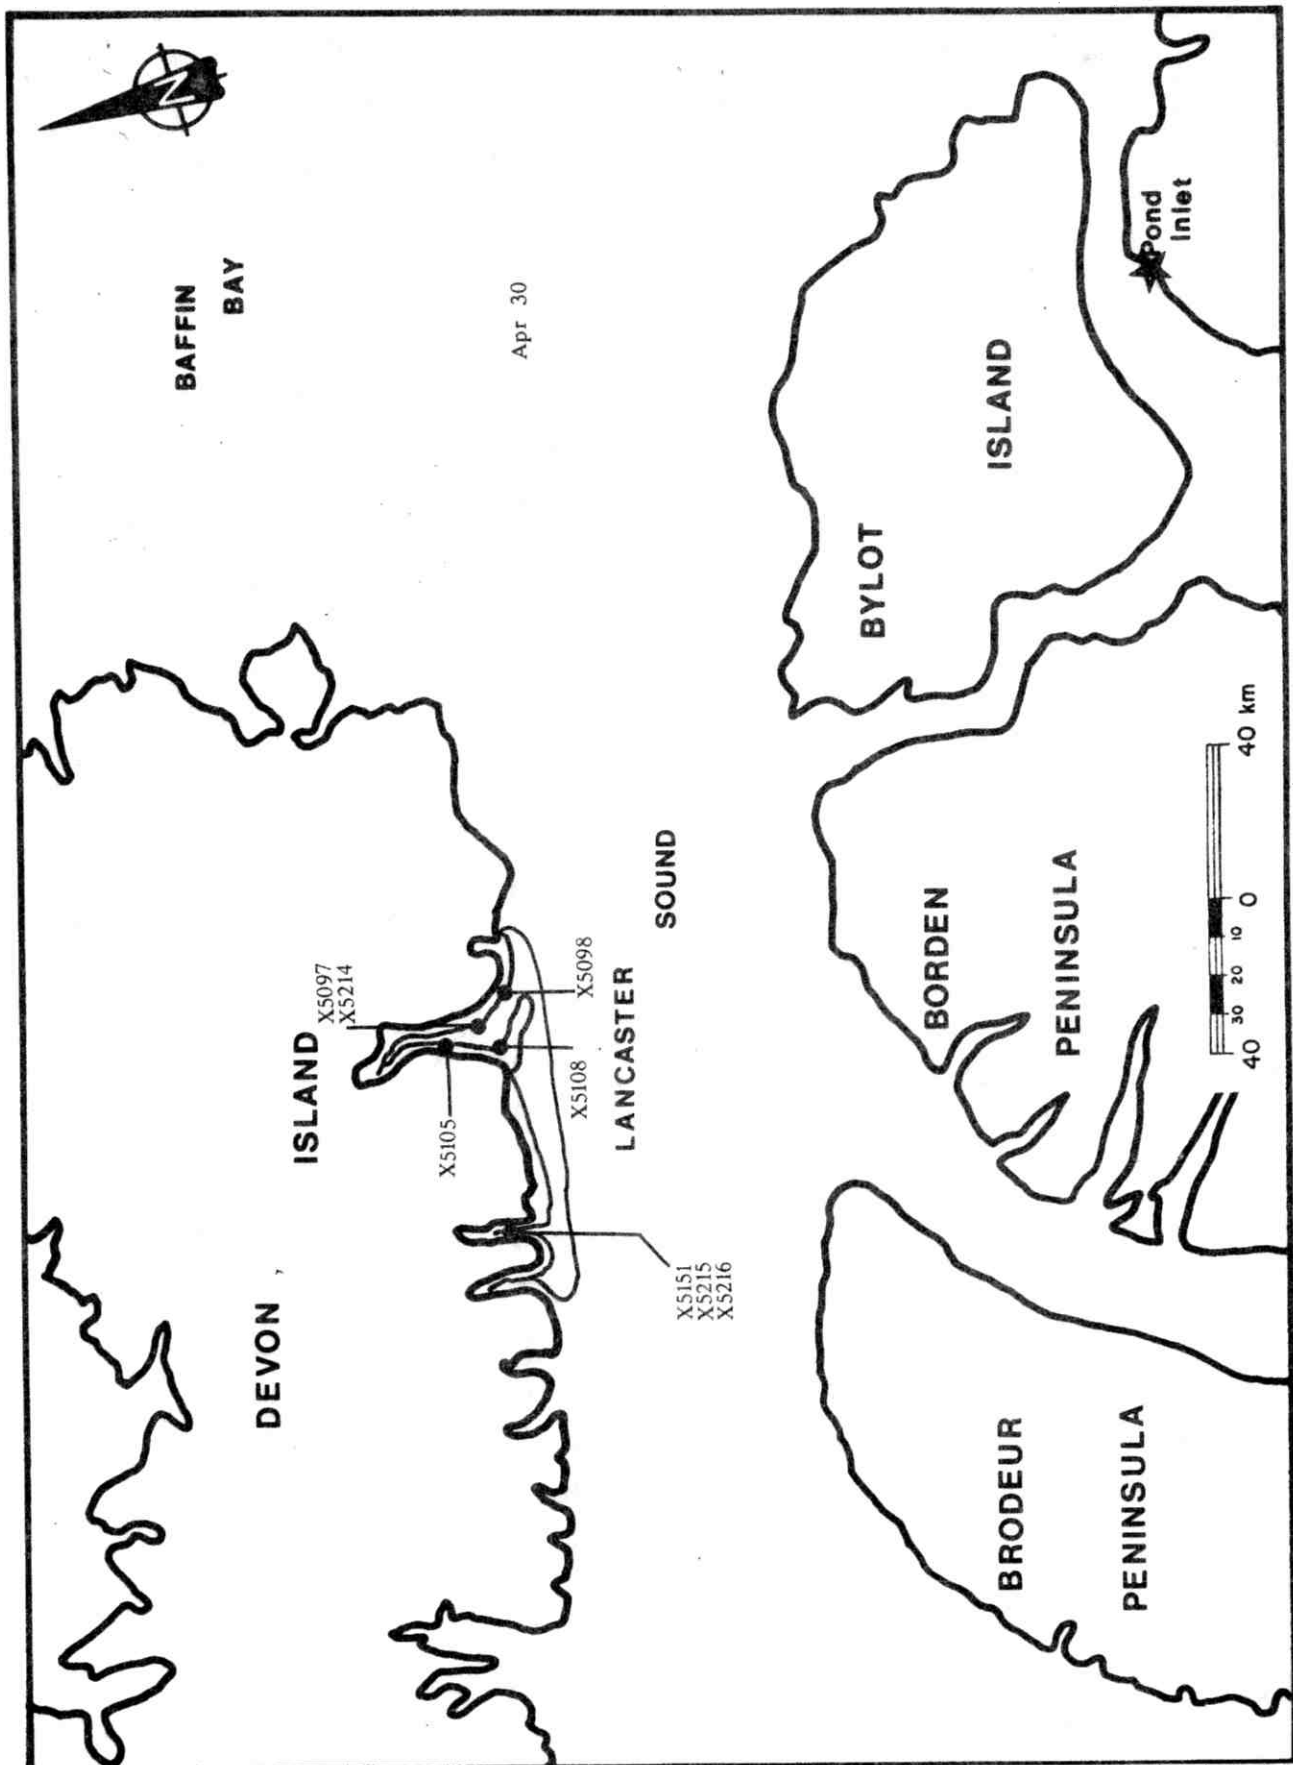 N
BAFFIN
BAY
Apr 30
DEVON
ISLAND
X5097
X5214
X5098
X5105
X5108
X5151
X5215
X5216
LANCASTER
SOUND
BYLOT
ISLAND
Pond
Inlet
BORDEN
PENINSULA
BRODEUR
PENINSULA
40 30 20 10 0 40 km